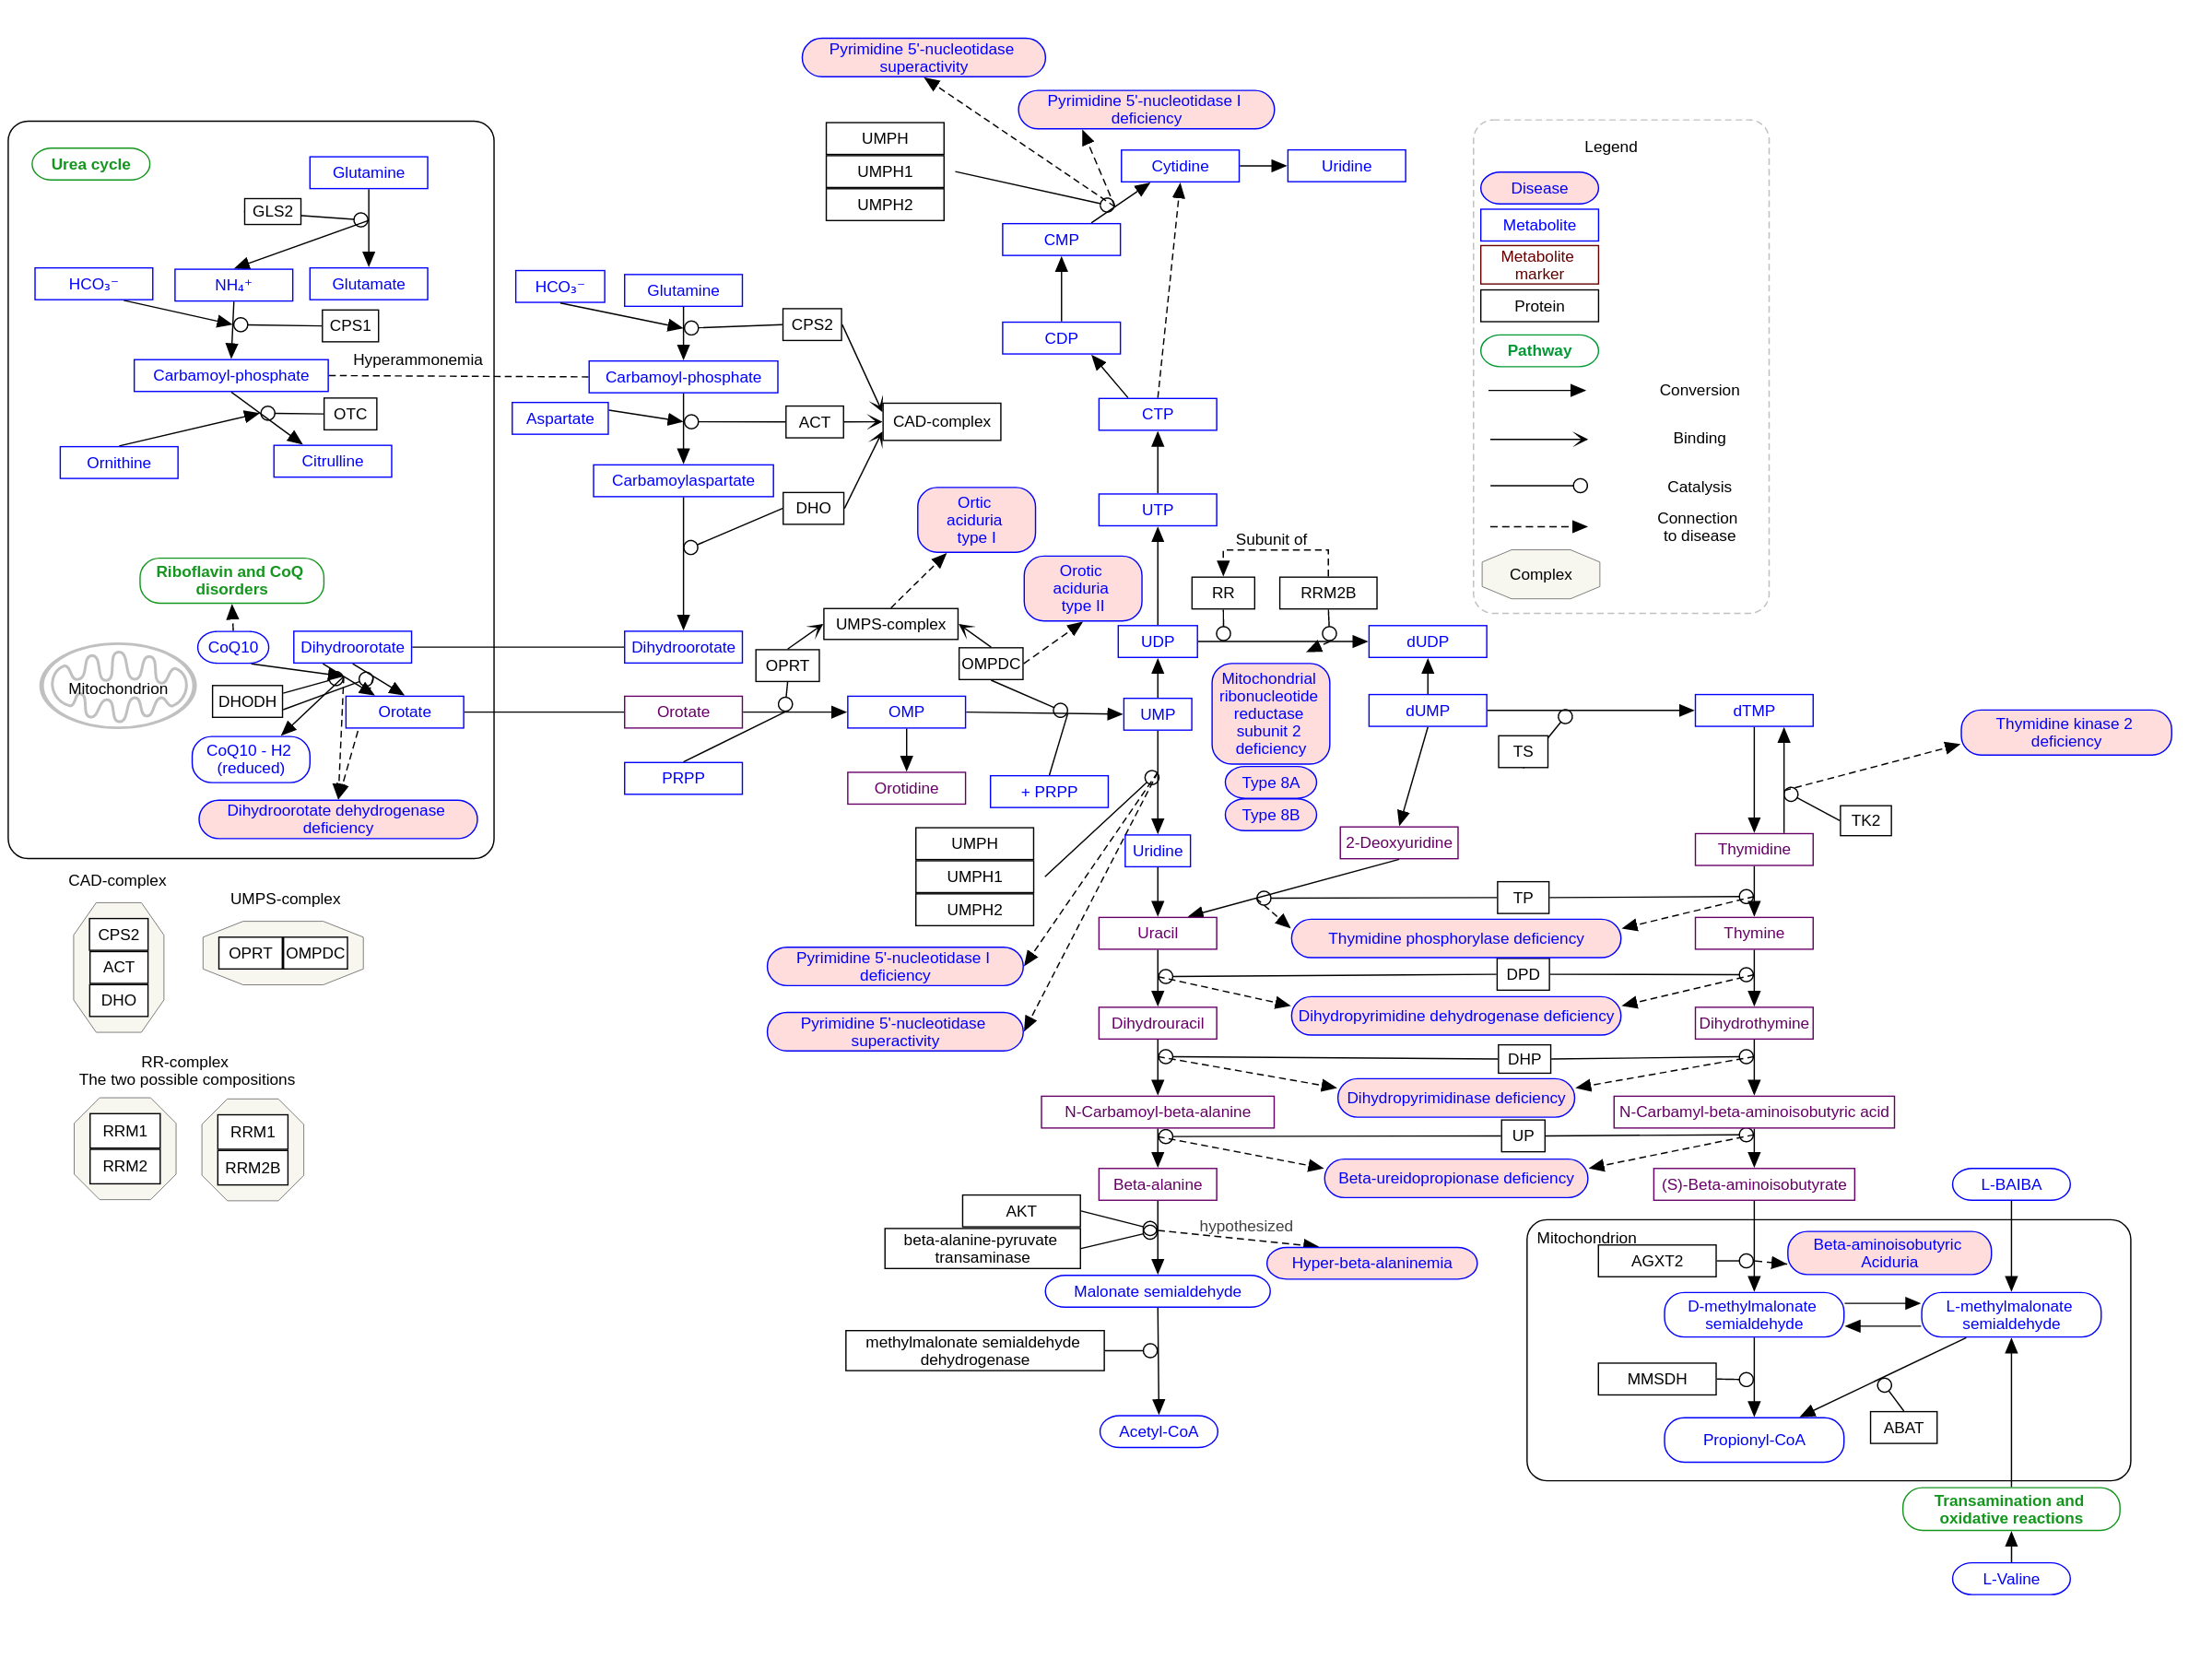 Pyrimidine 5'-nucleotidase
superactivity
Pyrimidine 5'-nucleotidase I
deficiency
UMPH
UMPH1
UMPH2
Cytidine
Uridine
CMP
CDP
CTP
UTP
Legend
Disease
Metabolite
Metabolite
marker
Protein
Pathway
Conversion
Binding
Catalysis
Connection
to disease
Complex
Urea cycle
Glutamine
GLS2
HCO₃⁻
NH₄⁺
Glutamate
CPS1
Hyperammonemia
Carbamoyl-phosphate
OTC
Ornithine
Citrulline
HCO₃⁻
Glutamine
CPS2
Carbamoyl-phosphate
Aspartate
ACT
CAD-complex
Carbamoylaspartate
DHO
Ortic
aciduria
type I
Orotic
aciduria
type II
Subunit of
RR
RRM2B
UMPS-complex
OPRT
OMPDC
UDP
dUDP
Riboflavin and CoQ
disorders
CoQ10
Dihydroorotate
Dihydroorotate
Mitochondrion
DHODH
Orotate
Orotate
OMP
UMP
CoQ10 - H2
(reduced)
Dihydroorotate dehydrogenase
deficiency
PRPP
Orotidine
+ PRPP
Mitochondrial
ribonucleotide
reductase
subunit 2
deficiency
Type 8A
Type 8B
dUMP
dTMP
TS
Thymidine kinase 2
deficiency
TK2
2-Deoxyuridine
Thymidine
UMPH
UMPH1
UMPH2
Uridine
TP
Uracil
Thymidine phosphorylase deficiency
Thymine
Pyrimidine 5'-nucleotidase I
deficiency
DPD
Pyrimidine 5'-nucleotidase
superactivity
Dihydrouracil
Dihydropyrimidine dehydrogenase deficiency
Dihydrothymine
DHP
Dihydropyrimidinase deficiency
N-Carbamoyl-beta-alanine
N-Carbamyl-beta-aminoisobutyric acid
UP
Beta-alanine
Beta-ureidopropionase deficiency
(S)-Beta-aminoisobutyrate
L-BAIBA
CAD-complex
CPS2
ACT
DHO
UMPS-complex
OPRT
OMPDC
RR-complex
The two possible compositions
RRM1
RRM2
RRM1
RRM2B
AKT
beta-alanine-pyruvate
transaminase
hypothesized
Hyper-beta-alaninemia
Malonate semialdehyde
methylmalonate semialdehyde
dehydrogenase
Acetyl-CoA
Mitochondrion
AGXT2
Beta-aminoisobutyric
Aciduria
D-methylmalonate
semialdehyde
L-methylmalonate
semialdehyde
MMSDH
ABAT
Propionyl-CoA
Transamination and
oxidative reactions
L-Valine